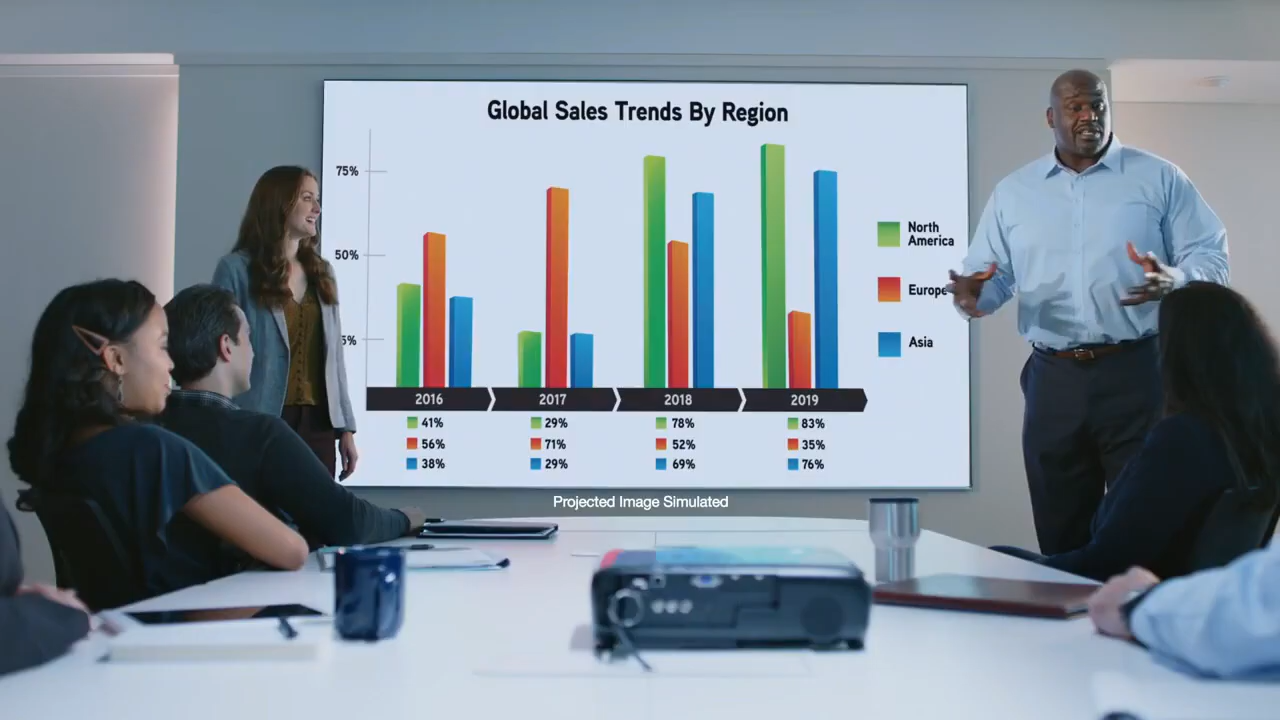 Global Sales Trends By Region
75%
50%
5%
North
America
Europe
Asia
2016 2017 2018 2019
41% 29% 78% 83%
56% 71% 52% 35%
38% 29% 69% 76%
Projected Image Simulated